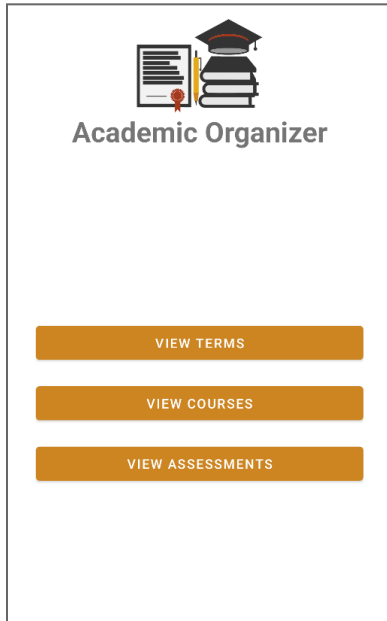 Academic Organizer
VIEW TERMS
VIEW COURSES
VIEW ASSESSMENTS